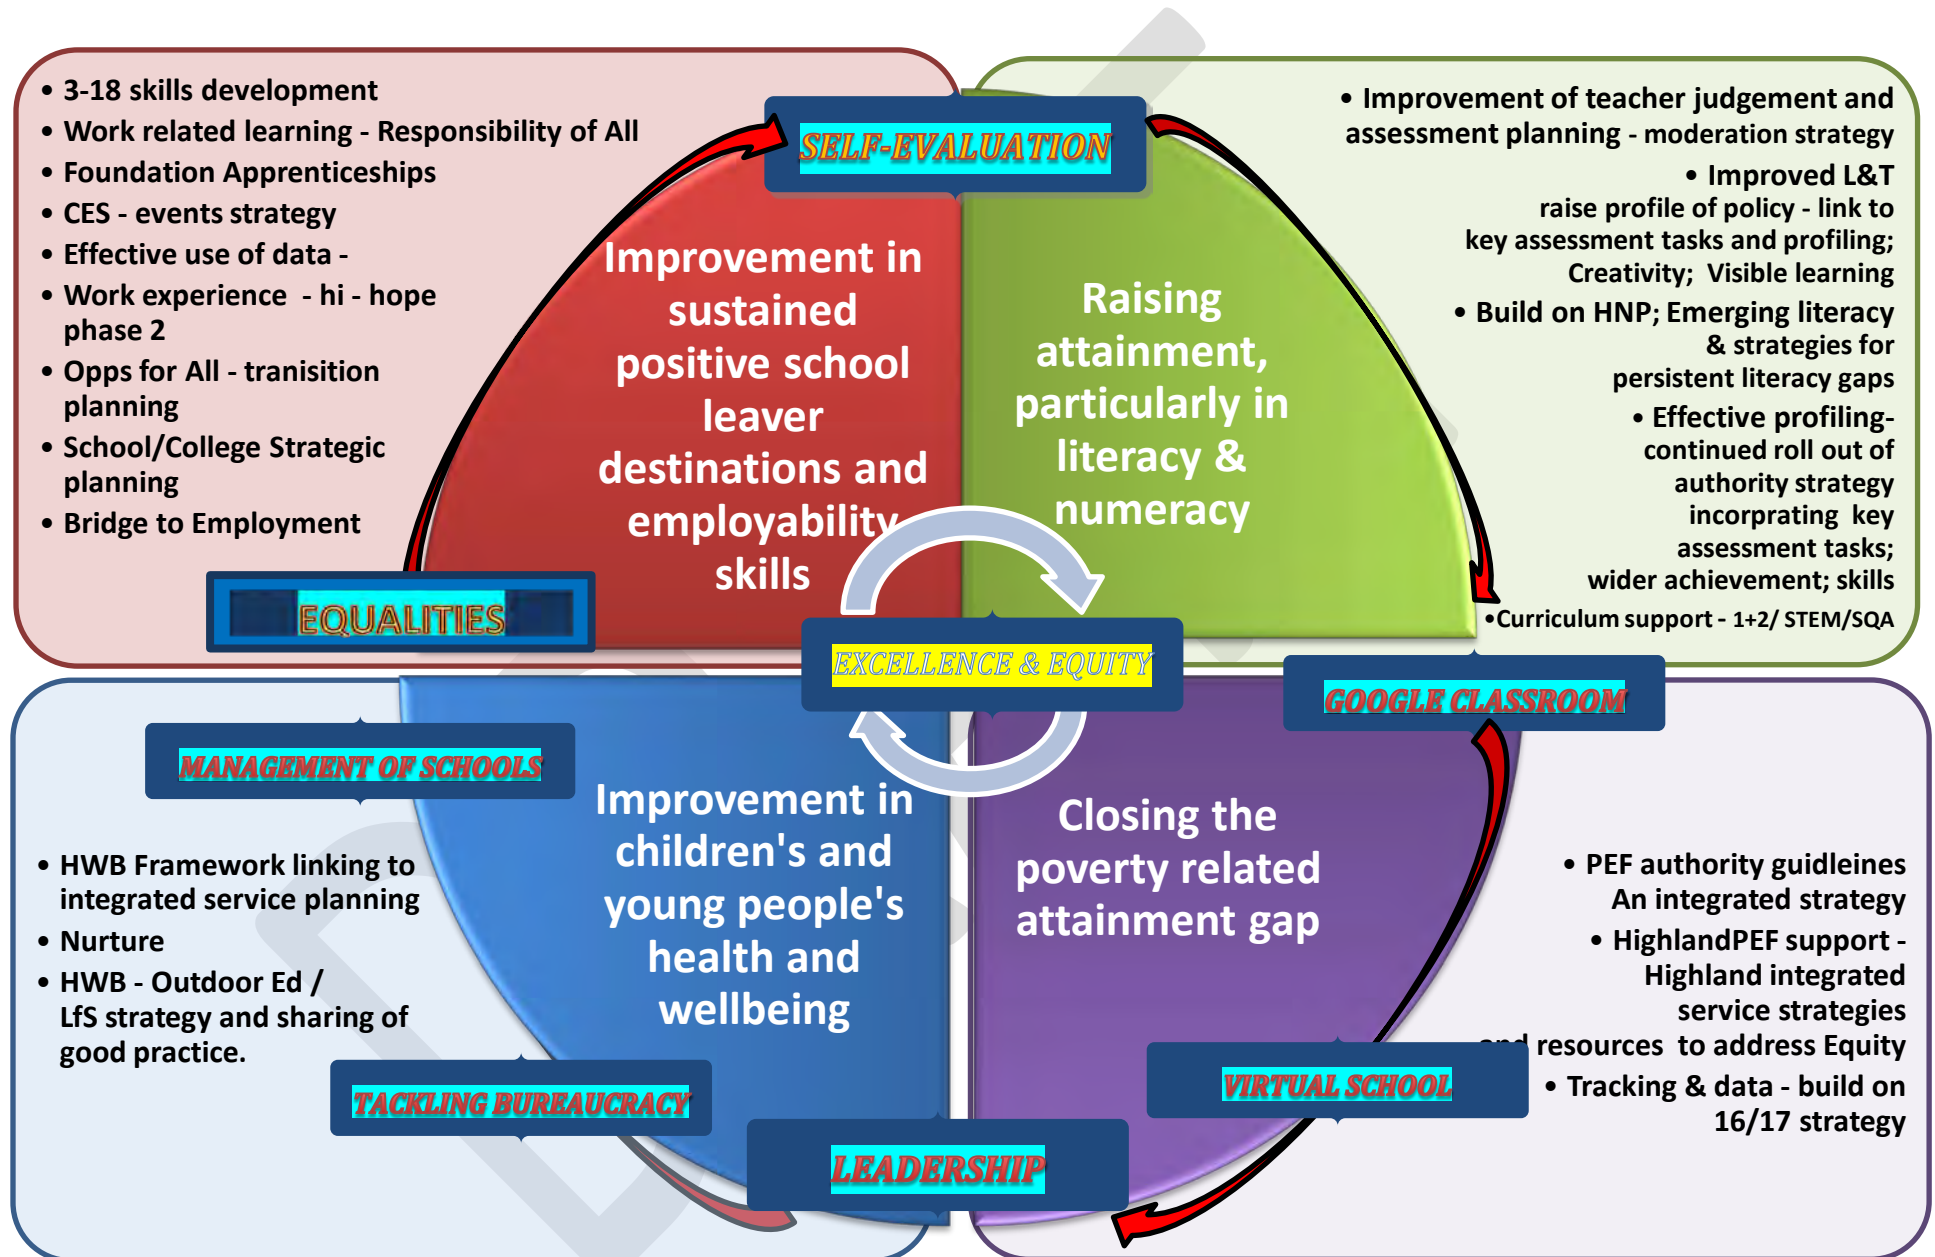 • 3-18 skills development
• Work related learning - Responsibility of All
• Foundation Apprenticeships
• CES - events strategy
• Effective use of data -
• Work experience - hi - hope
phase 2
• Opps for All - tranisition
planning
• School/College Strategic
planning
• Bridge to Employment
EQUALITIES
SELF-EVALUATION
Improvement in
sustained
positive school
leaver
destinations and
employability
skills
Raising
attainment,
particularly in
literacy &
numeracy
• Improvement of teacher judgement and
assessment planning - moderation strategy
• Improved L&T
raise profile of policy - link to
key assessment tasks and profiling;
Creativity; Visible learning
• Build on HNP; Emerging literacy
& strategies for
persistent literacy gaps
• Effective profiling-
continued roll out of
authority strategy
incorprating key
assessment tasks;
wider achievement; skills
•Curriculum support - 1+2/ STEM/SQA
EXCELLENCE & EQUITY
GOOGLE CLASSROOM
MANAGEMENT OF SCHOOLS
• HWB Framework linking to
integrated service planning
• Nurture
• HWB - Outdoor Ed /
LfS strategy and sharing of
good practice.
Improvement in
children's and
young people's
health and
wellbeing
Closing the
poverty related
attainment gap
• PEF authority guidleines
An integrated strategy
• HighlandPEF support -
Highland integrated
service strategies
and resources to address Equity
• Tracking & data - build on
16/17 strategy
TACKLING BUREAUCRACY
VIRTUAL SCHOOL
LEADERSHIP